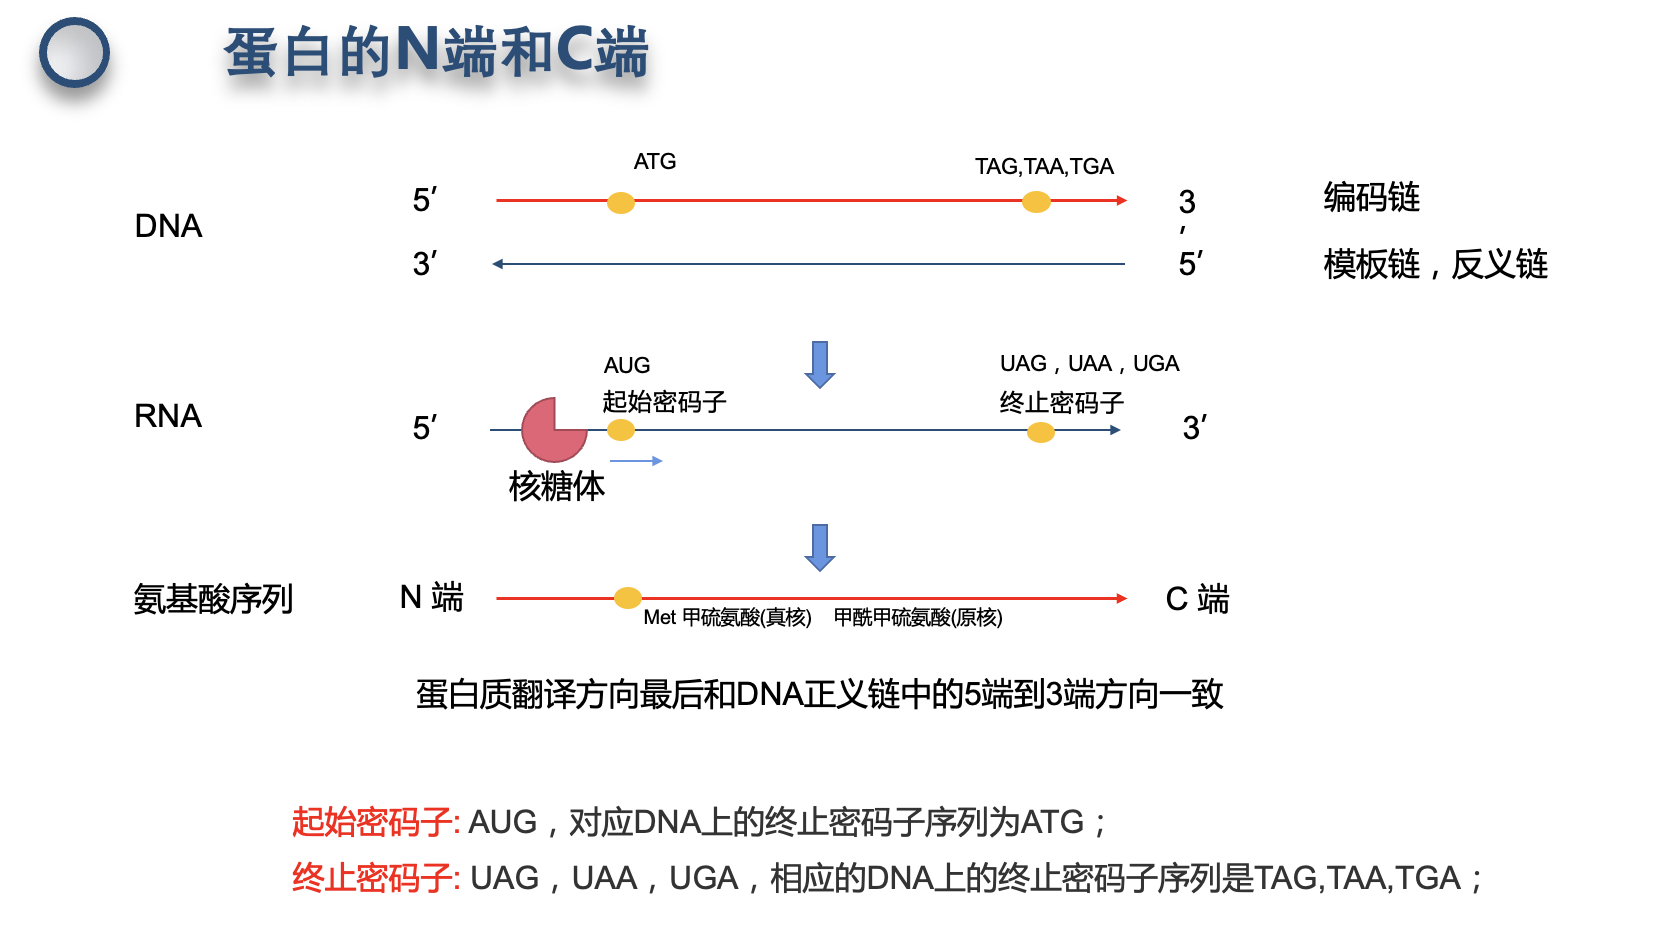 蛋白的N端和C端
ATG
TAG,TAA,TGA
5′
3′
编码链
DNA
3′
5′
模板链，反义链
AUG
UAG，UAA，UGA
起始密码子
终止密码子
RNA
5′
3′
核糖体
氨基酸序列
N 端
C 端
Met 甲硫氨酸(真核)
甲酰甲硫氨酸(原核)
蛋白质翻译方向最后和DNA正义链中的5端到3端方向一致
起始密码子: AUG，对应DNA上的终止密码子序列为ATG；
终止密码子: UAG，UAA，UGA，相应的DNA上的终止密码子序列是TAG,TAA,TGA；